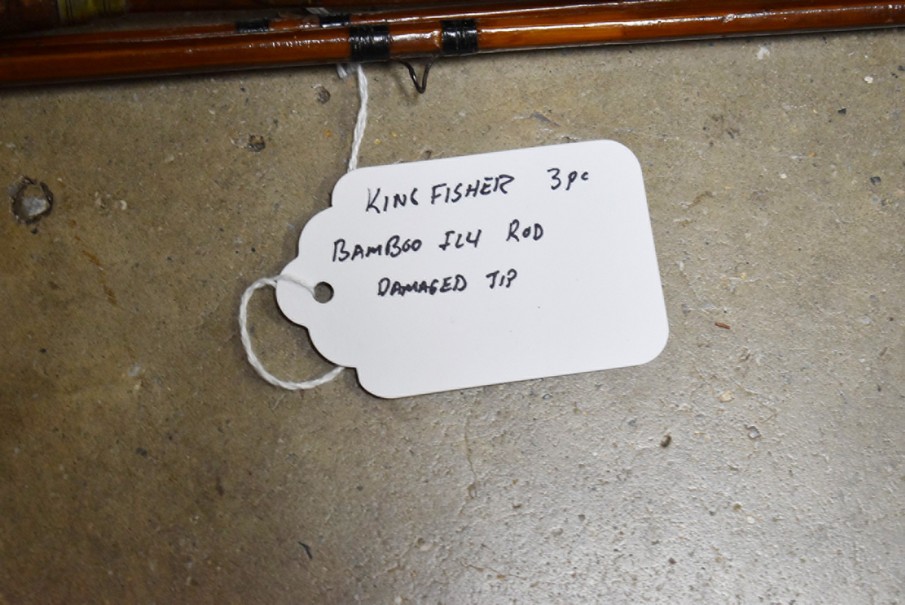 KING FISHER 3pc
BAMBOO FLY ROD
DAMAGED TIP